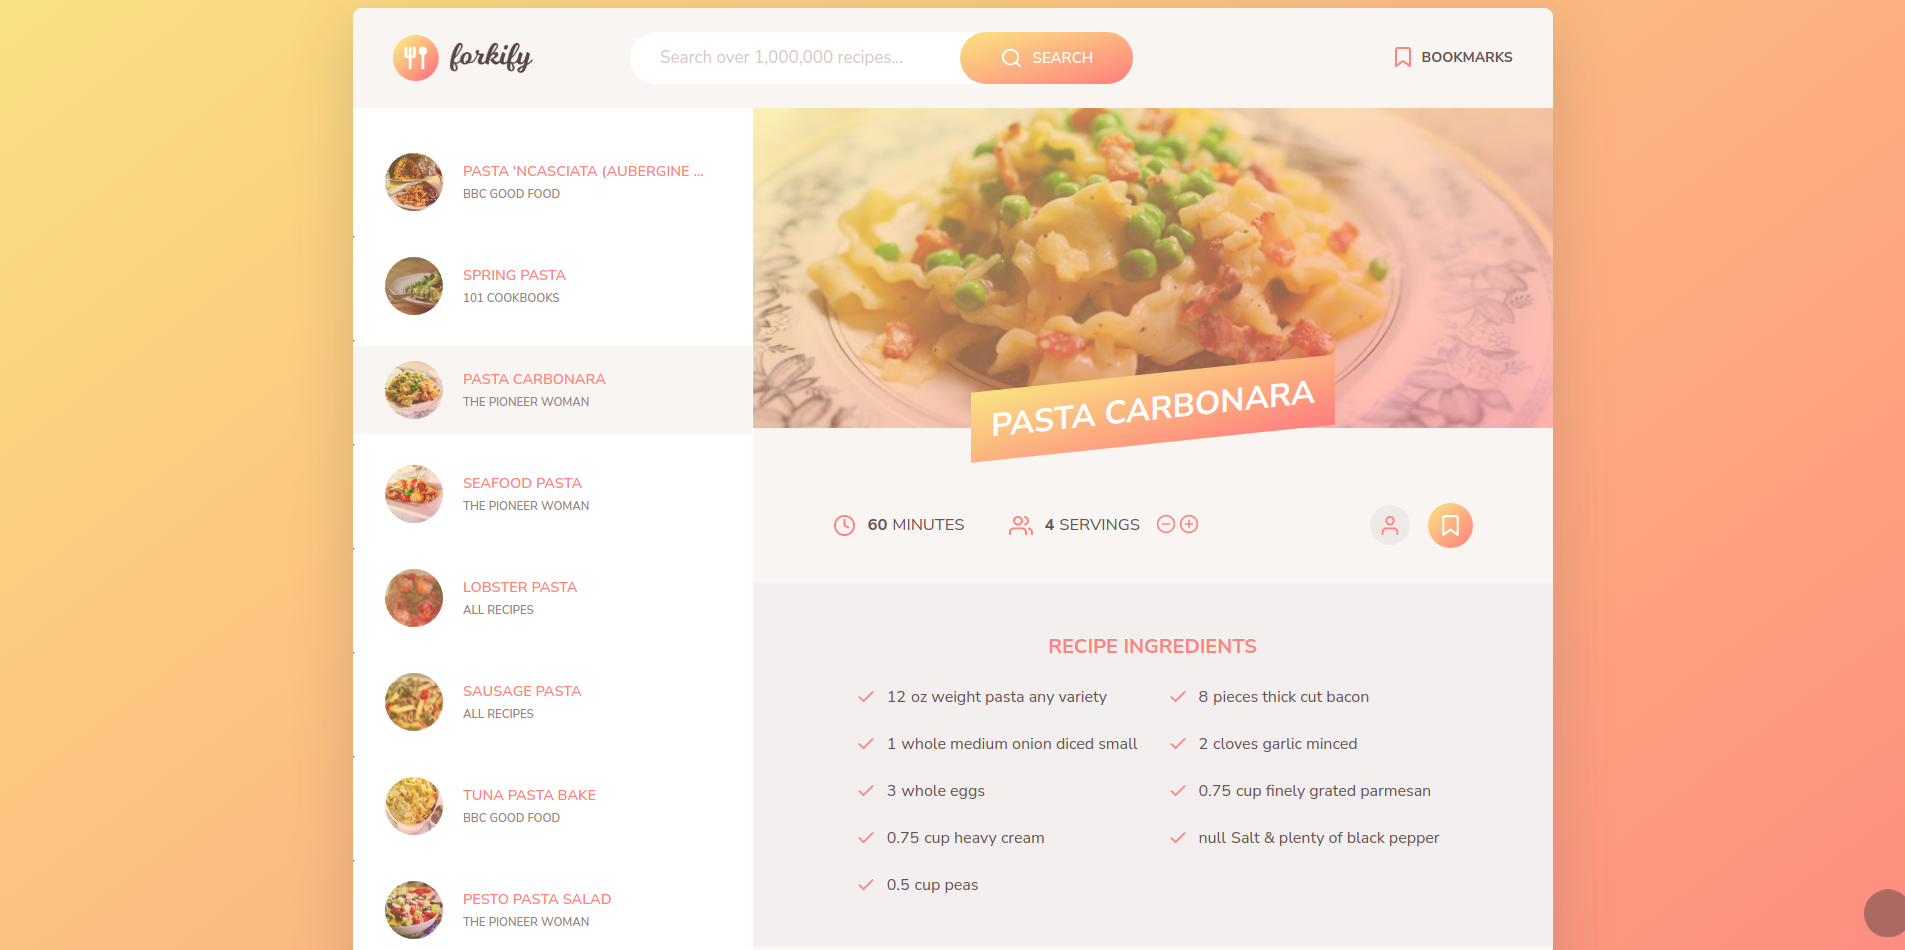 forkify
Search over 1,000,000 recipes...
SEARCH
BOOKMARKS
PASTA 'NCASCIATA (AUBERGINE ...
BBC GOOD FOOD
SPRING PASTA
101 COOKBOOKS
PASTA CARBONARA
THE PIONEER WOMAN
SEAFOOD PASTA
THE PIONEER WOMAN
LOBSTER PASTA
ALL RECIPES
SAUSAGE PASTA
ALL RECIPES
TUNA PASTA BAKE
BBC GOOD FOOD
PESTO PASTA SALAD
THE PIONEER WOMAN
PASTA CARBONARA
60 MINUTES
4 SERVINGS
RECIPE INGREDIENTS
12 oz weight pasta any variety
8 pieces thick cut bacon
1 whole medium onion diced small
2 cloves garlic minced
3 whole eggs
0.75 cup finely grated parmesan
0.75 cup heavy cream
null Salt & plenty of black pepper
0.5 cup peas